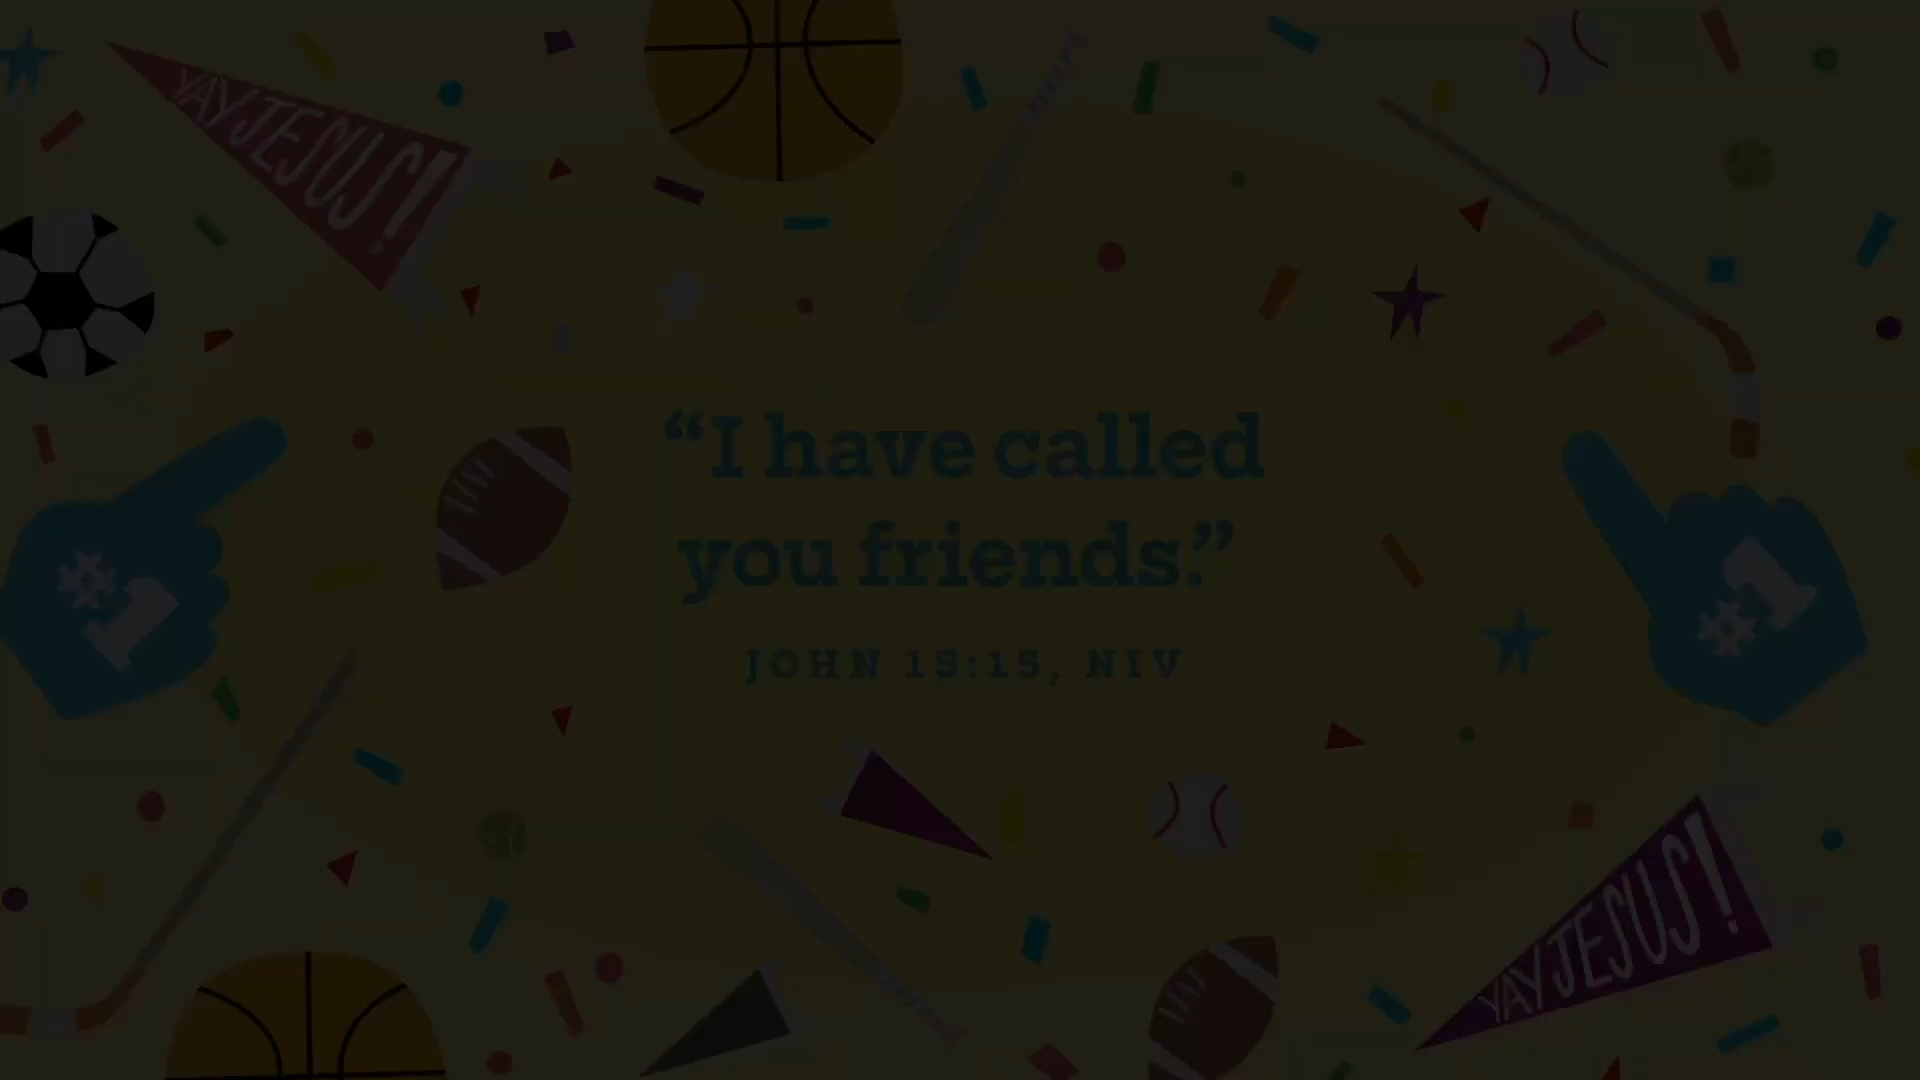 YAY JESUS!
“I have called
you friends.”
JOHN 15:15, NIV
#1
#1
YAY JESUS!